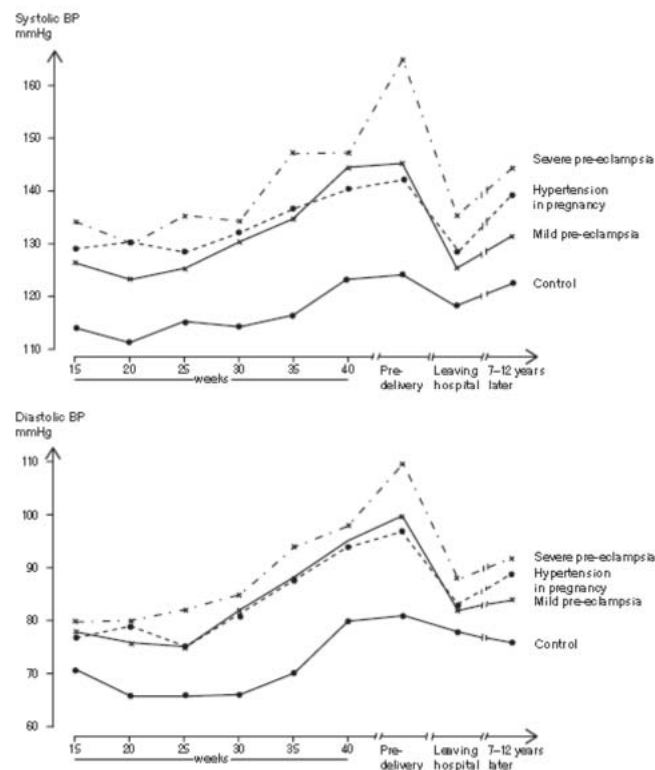 Systolic BP
mmHg
160
150
140
130
120
110
Severe pre-eclampsia
Hypertension
in pregnancy
Mild pre-eclampsia
Control
15 20 25 30 35 40 Pre- Leaving 7–12 years
weeks delivery hospital later
Diastolic BP
mmHg
110
100
90
80
70
60
Severe pre-eclampsia
Hypertension
in pregnancy
Mild pre-eclampsia
Control
15 20 25 30 35 40 Pre- Leaving 7–12 years
weeks delivery hospital later